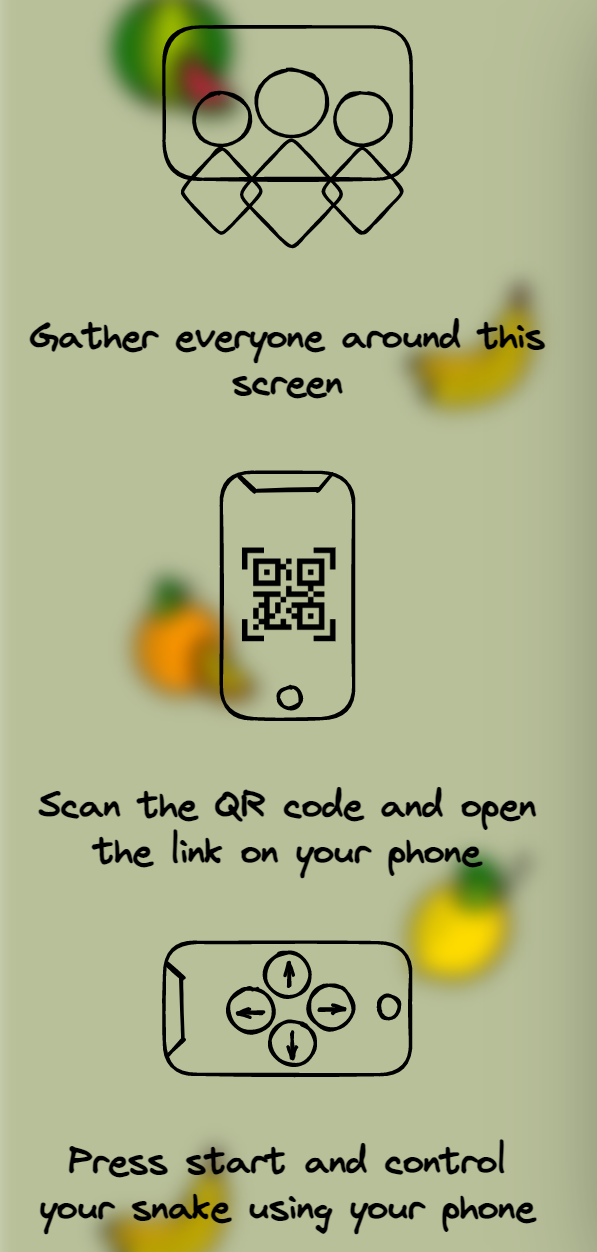 Gather everyone around this
screen
Scan the QR code and open
the link on your phone
Press start and control
your snake using your phone